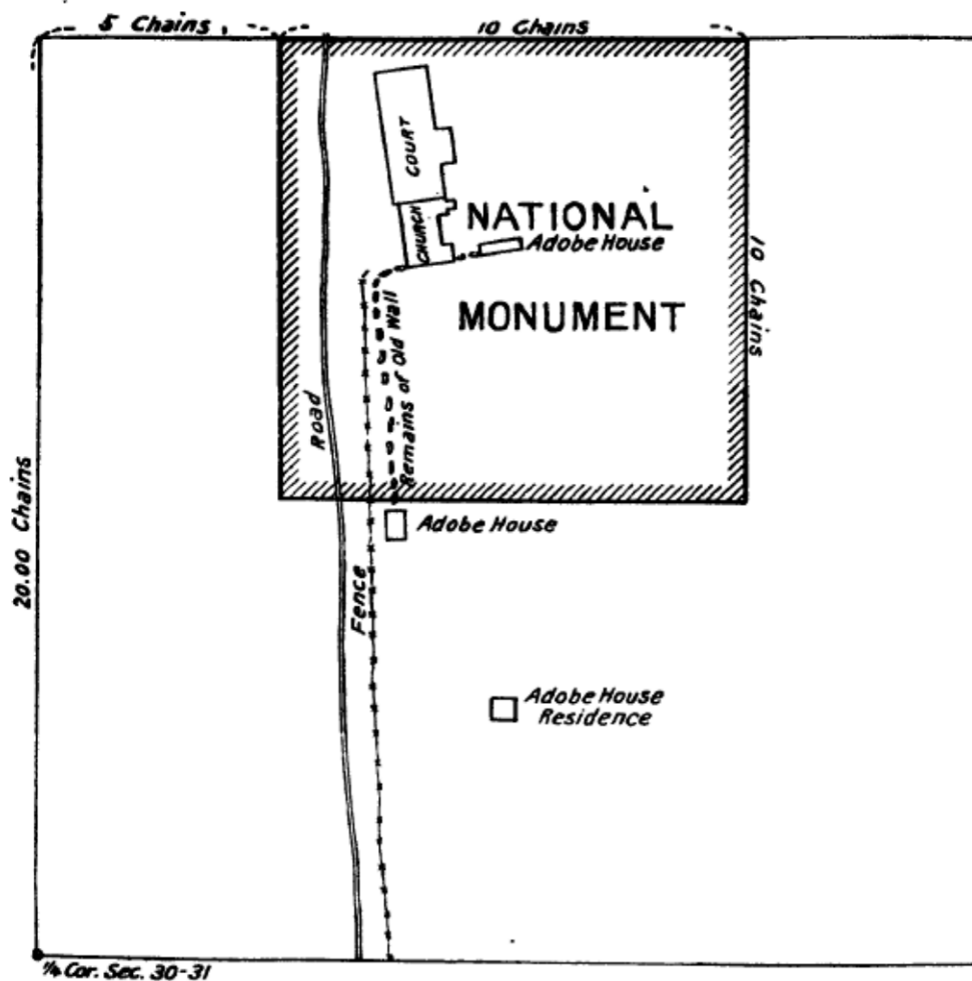 5 Chains
10 Chains
COURT
CHURCH
NATIONAL
Adobe House
10 Chains
MONUMENT
Remains of Old Wall
Road
20.00 Chains
Adobe House
Fence
Adobe House
Residence
1/4 Cor. Sec. 30-31